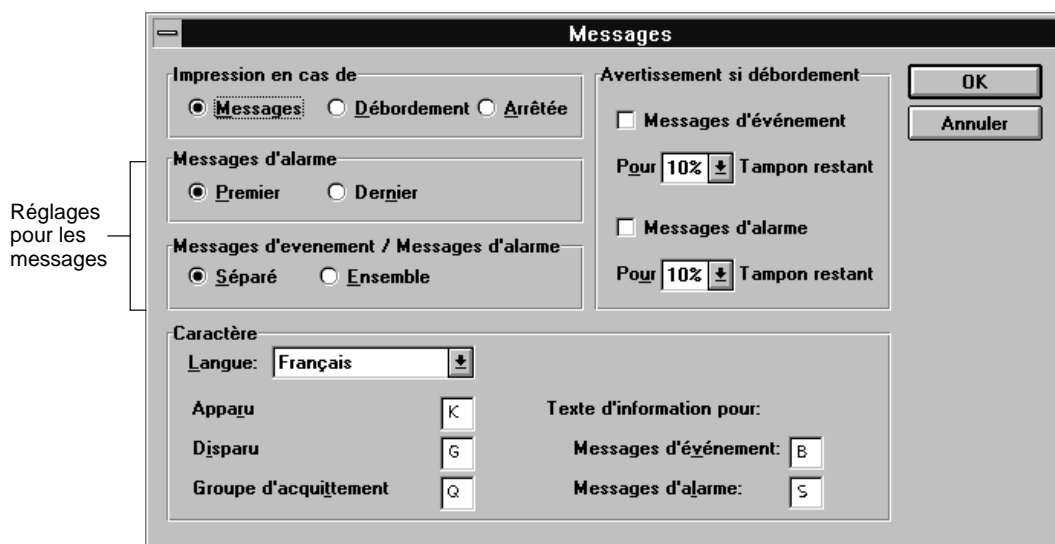 Messages
Impression en cas de
Messages Débordement Arrêtée
Avertissement si débordement
Messages d'événement
Pour 10% Tampon restant
Messages d'alarme
Pour 10% Tampon restant
OK
Annuler
Réglages
pour les
messages
Messages d'alarme
Premier Dernier
Messages d'evenement / Messages d'alarme
Séparé Ensemble
Caractère
Langue: Français
Apparu K
Disparu G
Groupe d'acquittement Q
Texte d'information pour:
Messages d'événement: B
Messages d'alarme: S